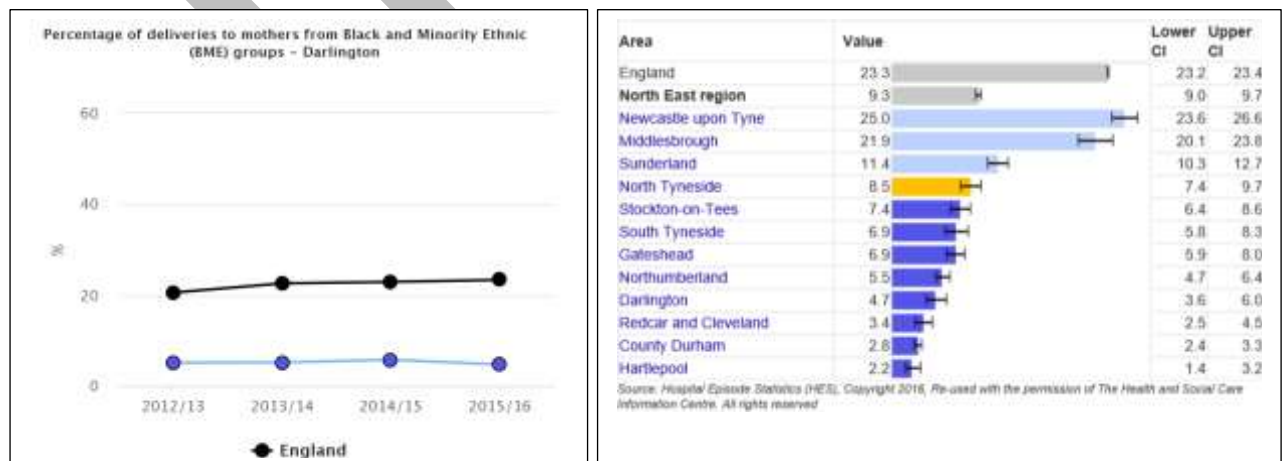 Percentage of deliveries to mothers from Black and Minority Ethnic
(BME) groups – Darlington
60
40
%
20
0
2012/13 2013/14 2014/15 2015/16
England
Area Value Lower CI Upper CI
England 23.3 23.2 23.4
North East region 9.3 9.0 9.7
Newcastle upon Tyne 25.0 23.6 26.6
Middlesbrough 21.9 20.1 23.8
Sunderland 11.4 10.3 12.7
North Tyneside 8.5 7.4 9.7
Stockton-on-Tees 7.4 6.4 8.6
South Tyneside 6.9 5.8 8.3
Gateshead 6.9 5.9 8.0
Northumberland 5.5 4.7 6.4
Darlington 4.7 3.6 6.0
Redcar and Cleveland 3.4 2.5 4.5
County Durham 2.8 2.4 3.3
Hartlepool 2.2 1.4 3.2
Source: Hospital Episode Statistics (HES), Copyright 2016, Re-used with the permission of The Health and Social Care
Information Centre. All rights reserved